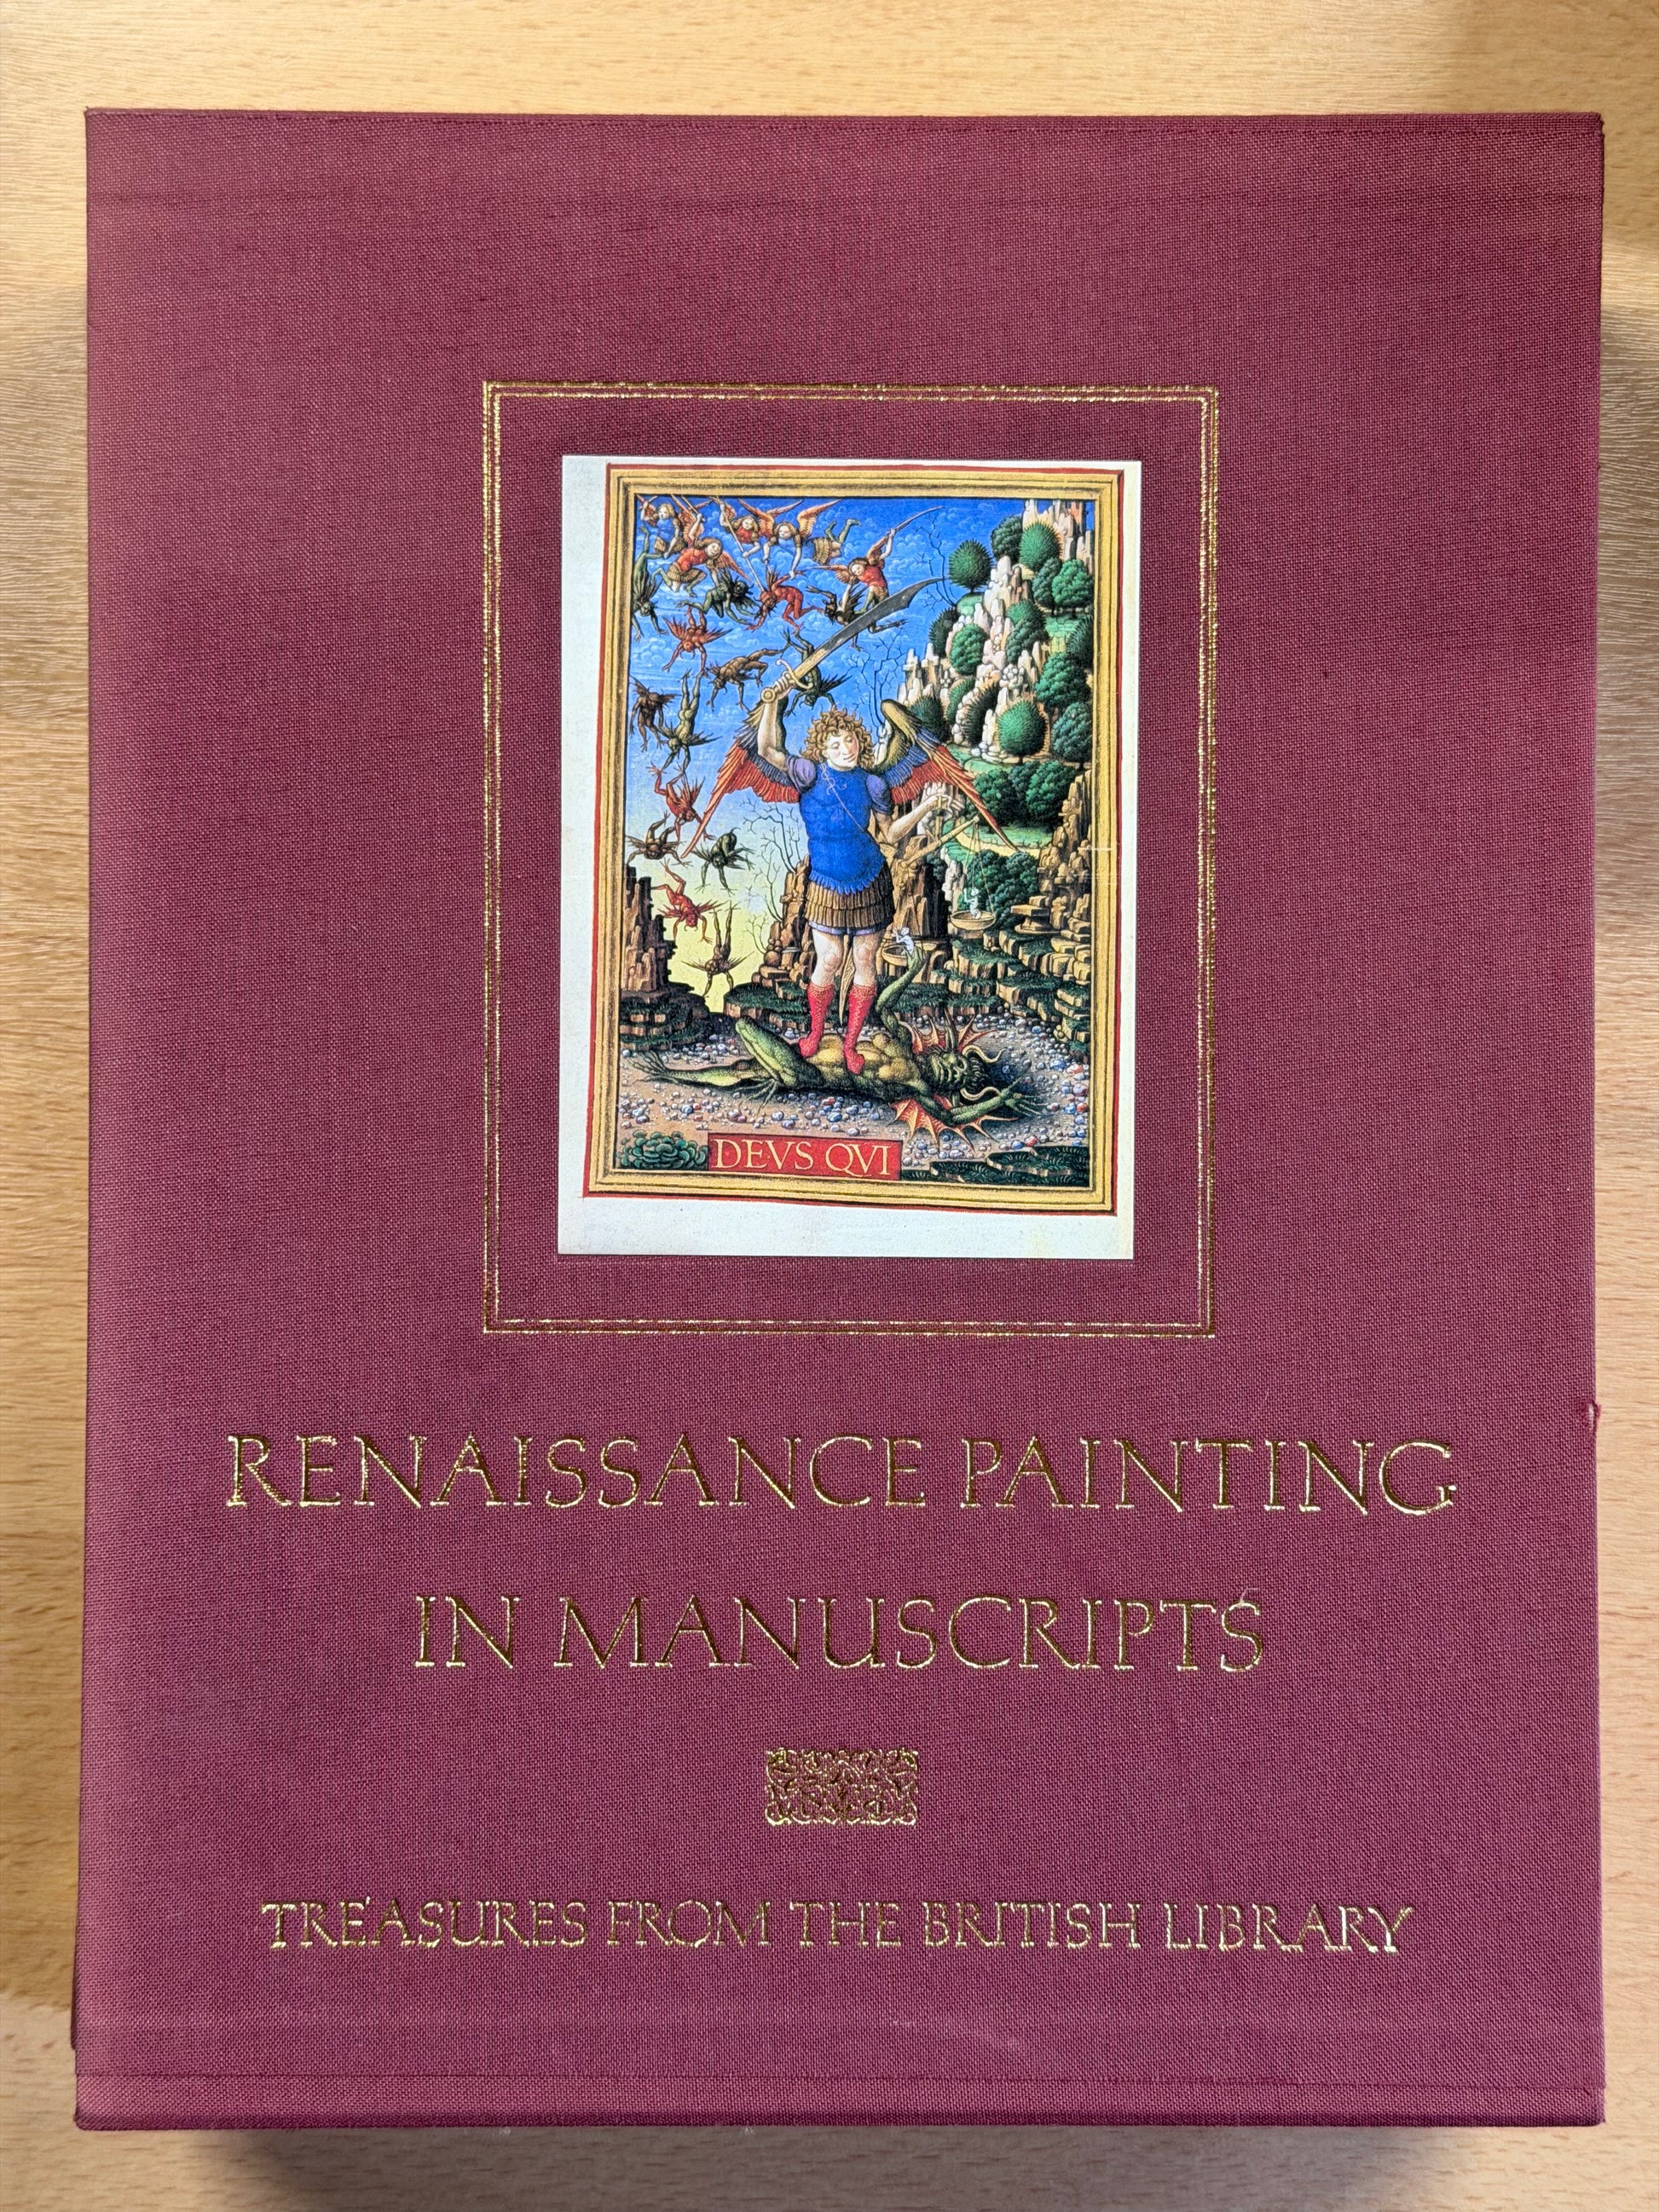 DEVS QVI
RENAISSANCE PAINTING
IN MANUSCRIPTS
TREASURES FROM THE BRITISH LIBRARY